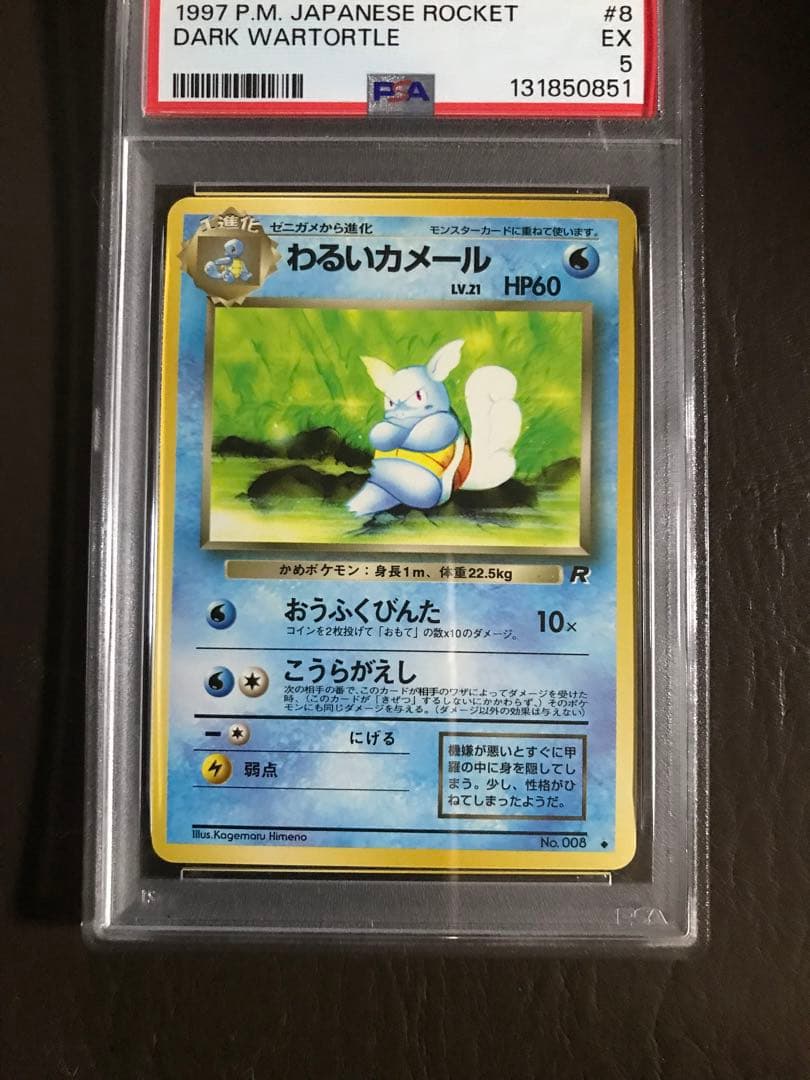 1997 P.M. JAPANESE ROCKET #8
DARK WARTORTLE EX
5
PSA 131850851
1進化
ゼニガメから進化 モンスターカードに重ねて使います。
わるいカメール
LV.21 HP60
かめポケモン：身長1m、体重22.5kg R
おうふくびんた 10×
コインを2枚投げて「おもて」の数x10のダメージ。
こうらがえし
次の相手の番で、このカードが相手のワザによってダメージを受けた
時、（このカードが「きぜつ」するしないにかかわらず、）そのポケ
モンにも同じダメージを与える。（ダメージ以外の効果は与えない）
にげる
弱点
機嫌が悪いとすぐに甲
羅の中に身を隠してし
まう。少し、性格がひ
ねてしまったようだ。
Illus.Kagemaru Himeno
No.008
PSA